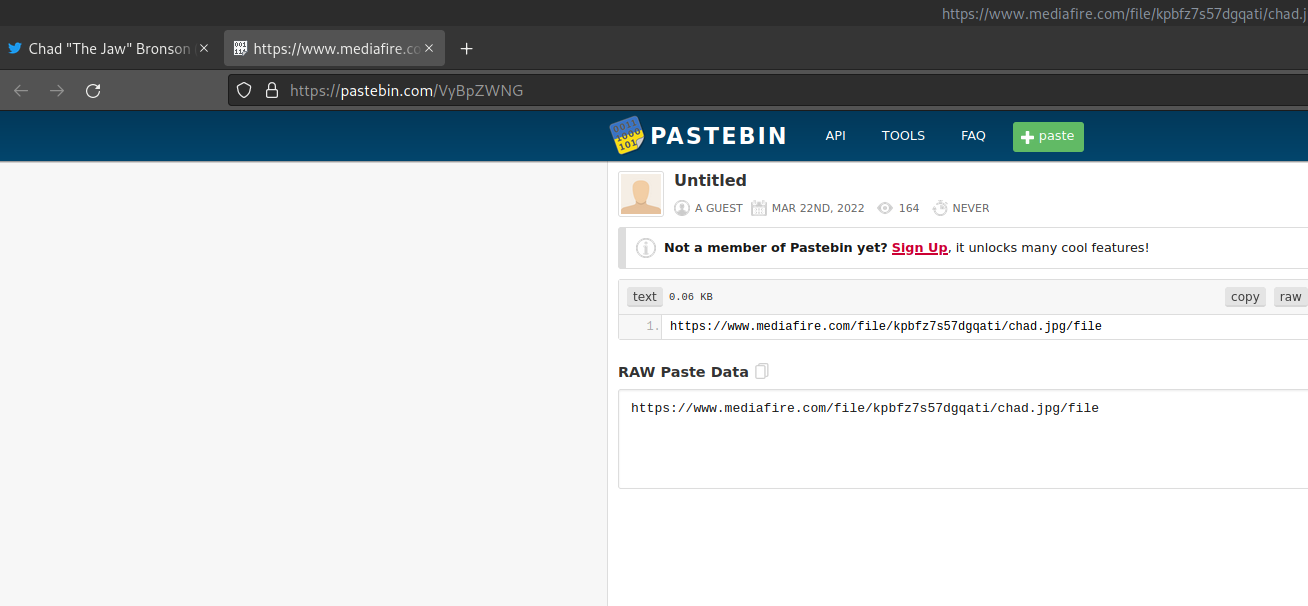 https://www.mediafire.com/file/kpbfz7s57dgqati/chad.j
Chad "The Jaw" Bronson
https://www.mediafire.co
https://pastebin.com/VyBpZWNG
PASTEBIN API TOOLS FAQ + paste
Untitled
A GUEST MAR 22ND, 2022 164 NEVER
Not a member of Pastebin yet? Sign Up, it unlocks many cool features!
text 0.06 KB copy raw
1. https://www.mediafire.com/file/kpbfz7s57dgqati/chad.jpg/file
RAW Paste Data
https://www.mediafire.com/file/kpbfz7s57dgqati/chad.jpg/file